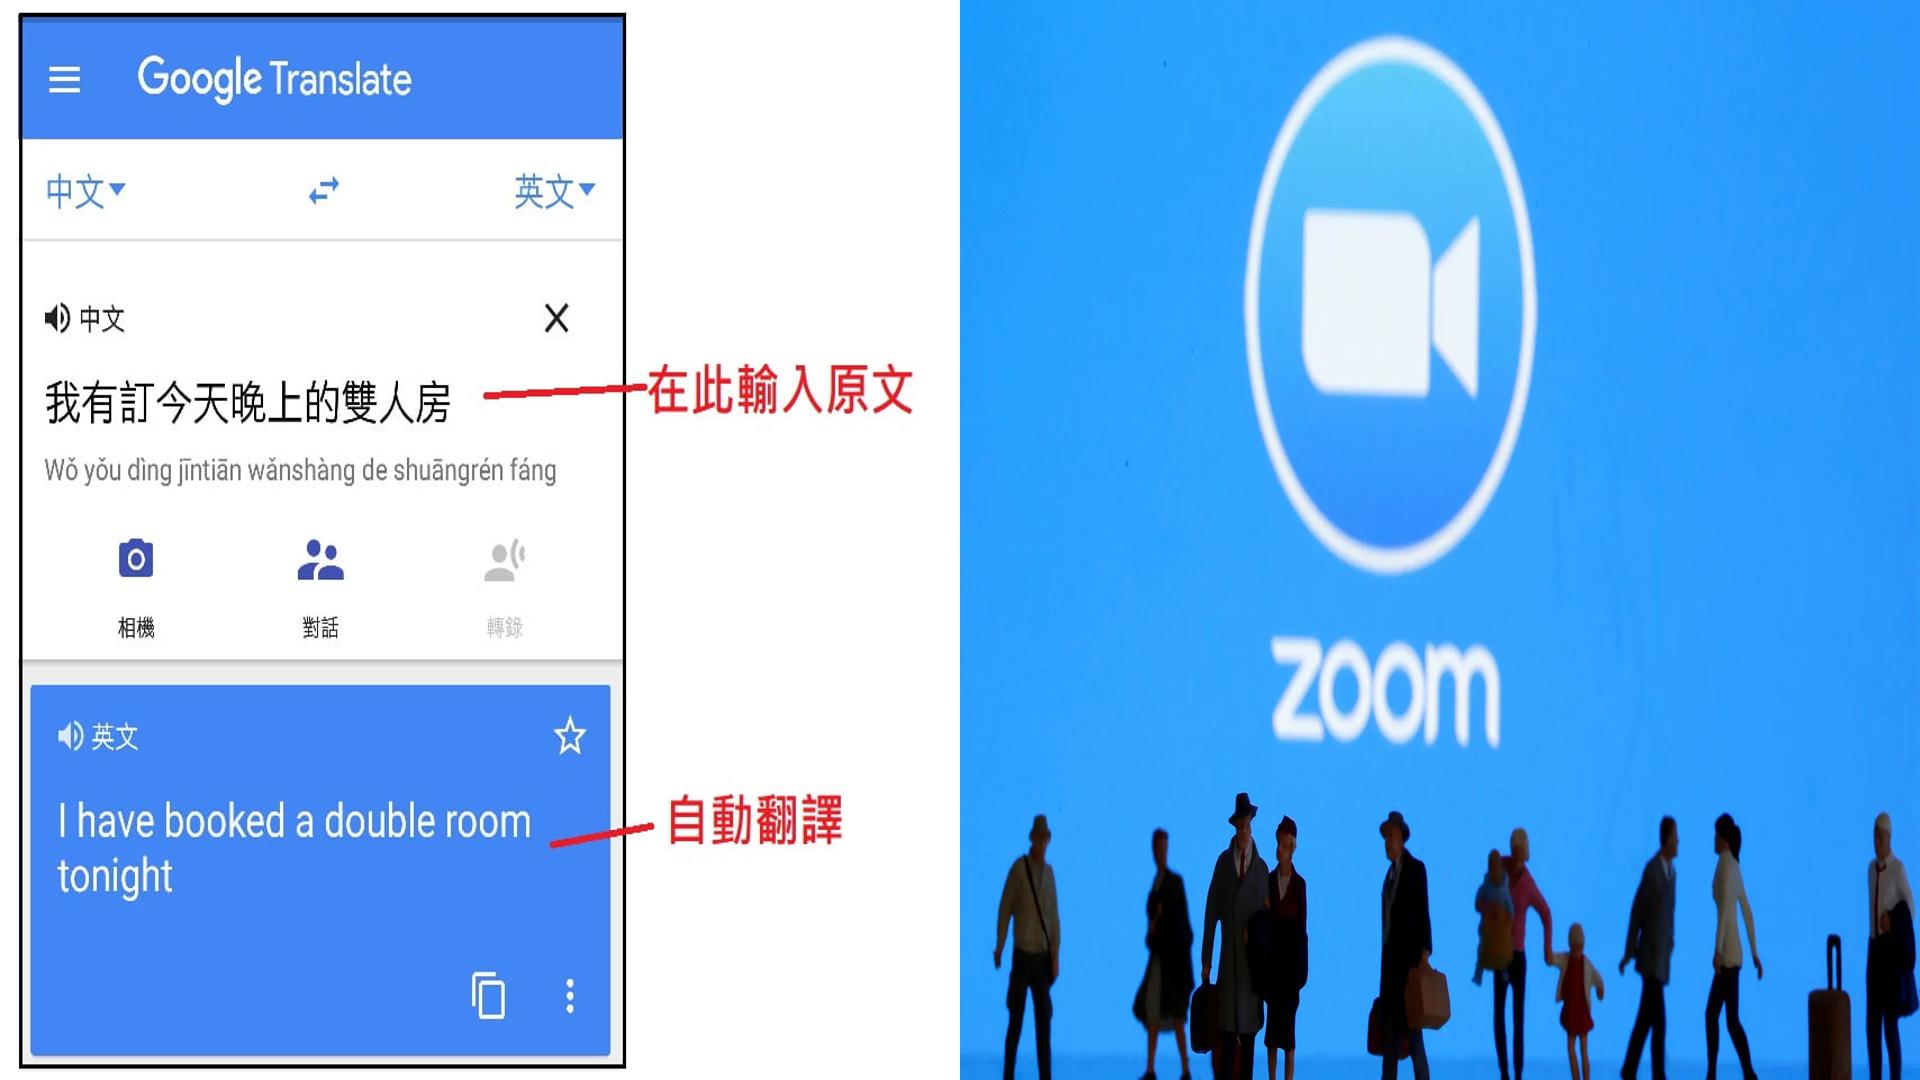 Google Translate
中文
英文
中文
我有訂今天晚上的雙人房
在此輸入原文
Wǒ yǒu dìng jīntiān wǎnshàng de shuāngrén fáng
相機
對話
轉錄
英文
I have booked a double room
tonight
自動翻譯
zoom